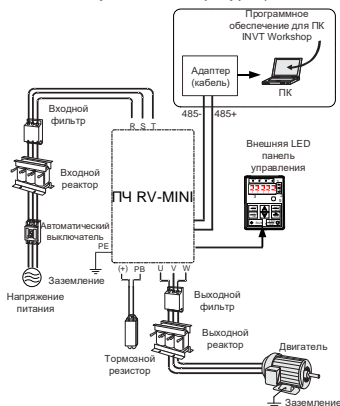 Программное
обеспечение для ПК
INVT Workshop
Адаптер
(кабель)
ПК
485-
485+
Входной
фильтр
R S T
Входной
реактор
ПЧ RV-MINI
Внешняя LED
панель
управления
Автоматический
выключатель
PE
Заземление
Напряжение
питания
(+) PB
U V W
Выходной
фильтр
Выходной
реактор
Тормозной
резистор
Двигатель
Заземление